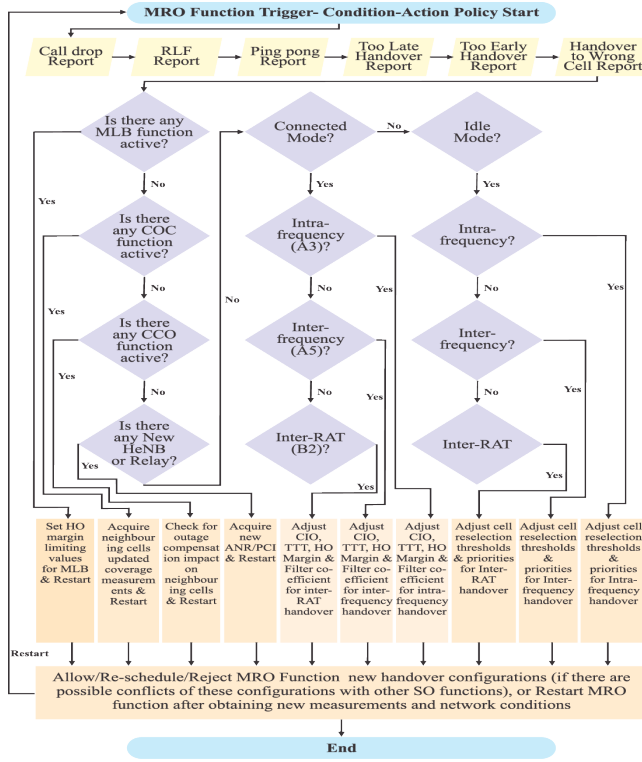 MRO Function Trigger- Condition-Action Policy Start
Call drop
Report
RLF
Report
Ping pong
Report
Too Late
Handover
Report
Too Early
Handover
Report
Handover
to Wrong
Cell Report
Is there any
MLB function
active?
Connected
Mode?
No
Idle
Mode?
Yes
No
Yes
Yes
Is there
any COC
function
active?
Intra-
frequency
(A3)?
Intra-
frequency?
Yes
No
No
No
No
Yes
Yes
Is there
any CCO
function
active?
Inter-
frequency
(A5)?
Inter-
frequency?
Yes
No
No
No
Yes
Yes
Is there
any New
HeNB
or Relay?
Inter-RAT
(B2)?
Inter-RAT
Yes
Yes
Yes
Set HO
margin
limiting
values
for MLB
& Restart
Acquire
neighbour
ing cells
updated
coverage
measurem
ents &
Restart
Check for
outage
compensat
ion impact
on
neighbour
ing cells
& Restart
Acquire
new
ANR/PCI
& Restart
Adjust
CIO,
TTT, HO
Margin &
Filter co-
efficient
for inter-
RAT
handover
Adjust
CIO,
TTT, HO
Margin &
Filter co-
efficient
for inter-
frequency
handover
Adjust
CIO,
TTT, HO
Margin &
Filter co-
efficient
for intra-
frequency
handover
Adjust cell
reselection
thresholds
& priorities
for Inter-
RAT
handover
Adjust cell
reselection
thresholds
&
priorities
for Inter-
frequency
handover
Adjust cell
reselection
thresholds
&
priorities
for Intra-
frequency
handover
Restart
Allow/Re-schedule/Reject MRO Function new handover configurations (if there are
possible conflicts of these configurations with other SO functions), or Restart MRO
function after obtaining new measurements and network conditions
End